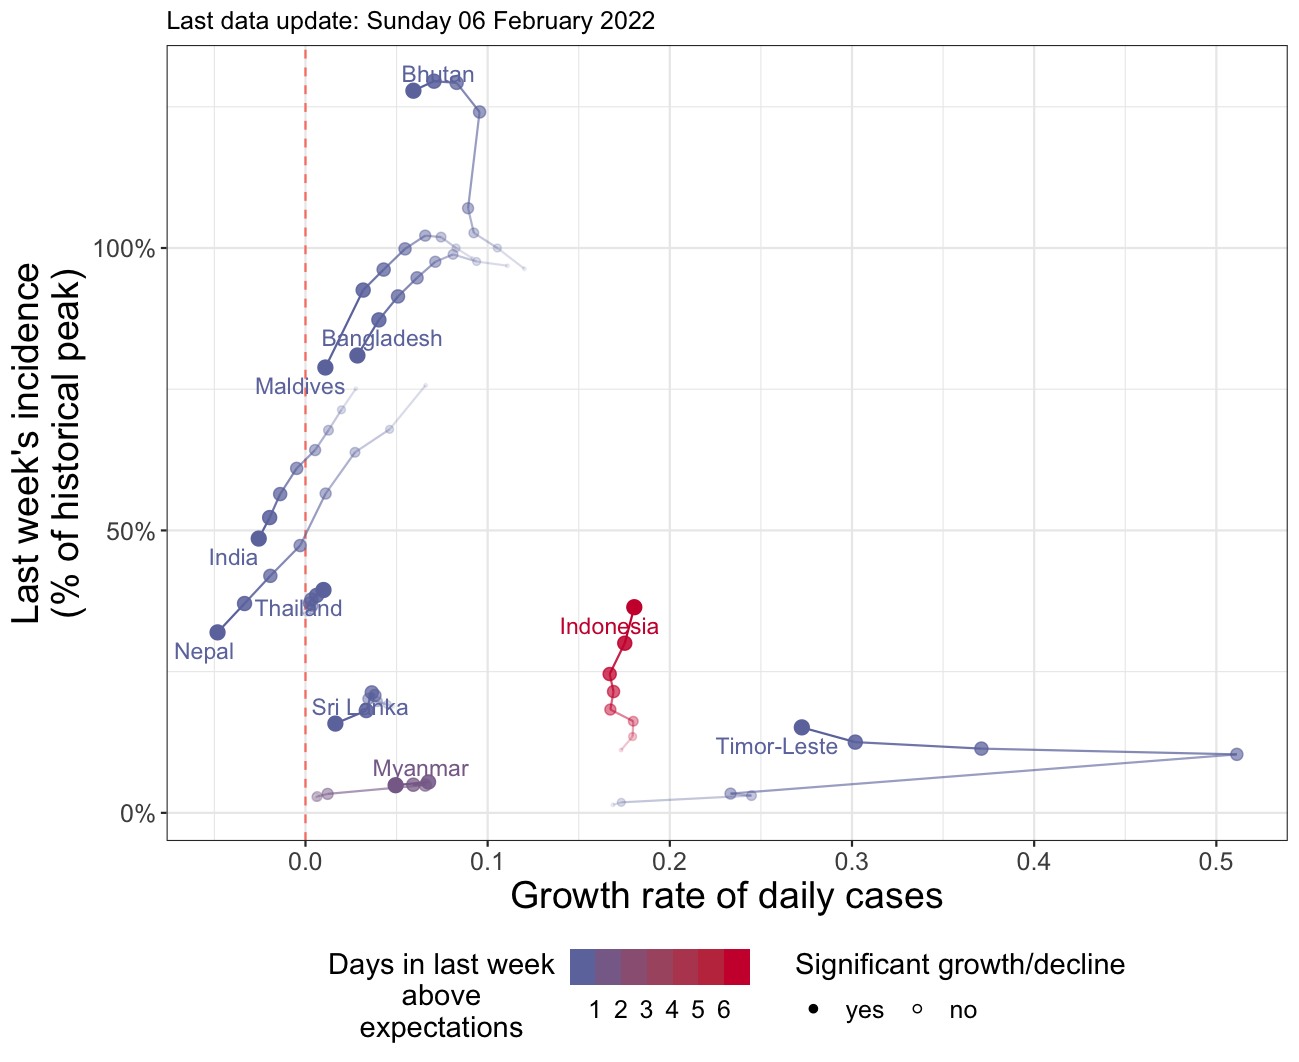 Last data update: Sunday 06 February 2022
Bhutan
100%
Bangladesh
Maldives
50%
India
Thailand
Indonesia
Nepal
Sri Lanka
Timor-Leste
Myanmar
0%
Last week's incidence
(% of historical peak)
0.0 0.1 0.2 0.3 0.4 0.5
Growth rate of daily cases
Days in last week
above
expectations
1 2 3 4 5 6
Significant growth/decline
yes no